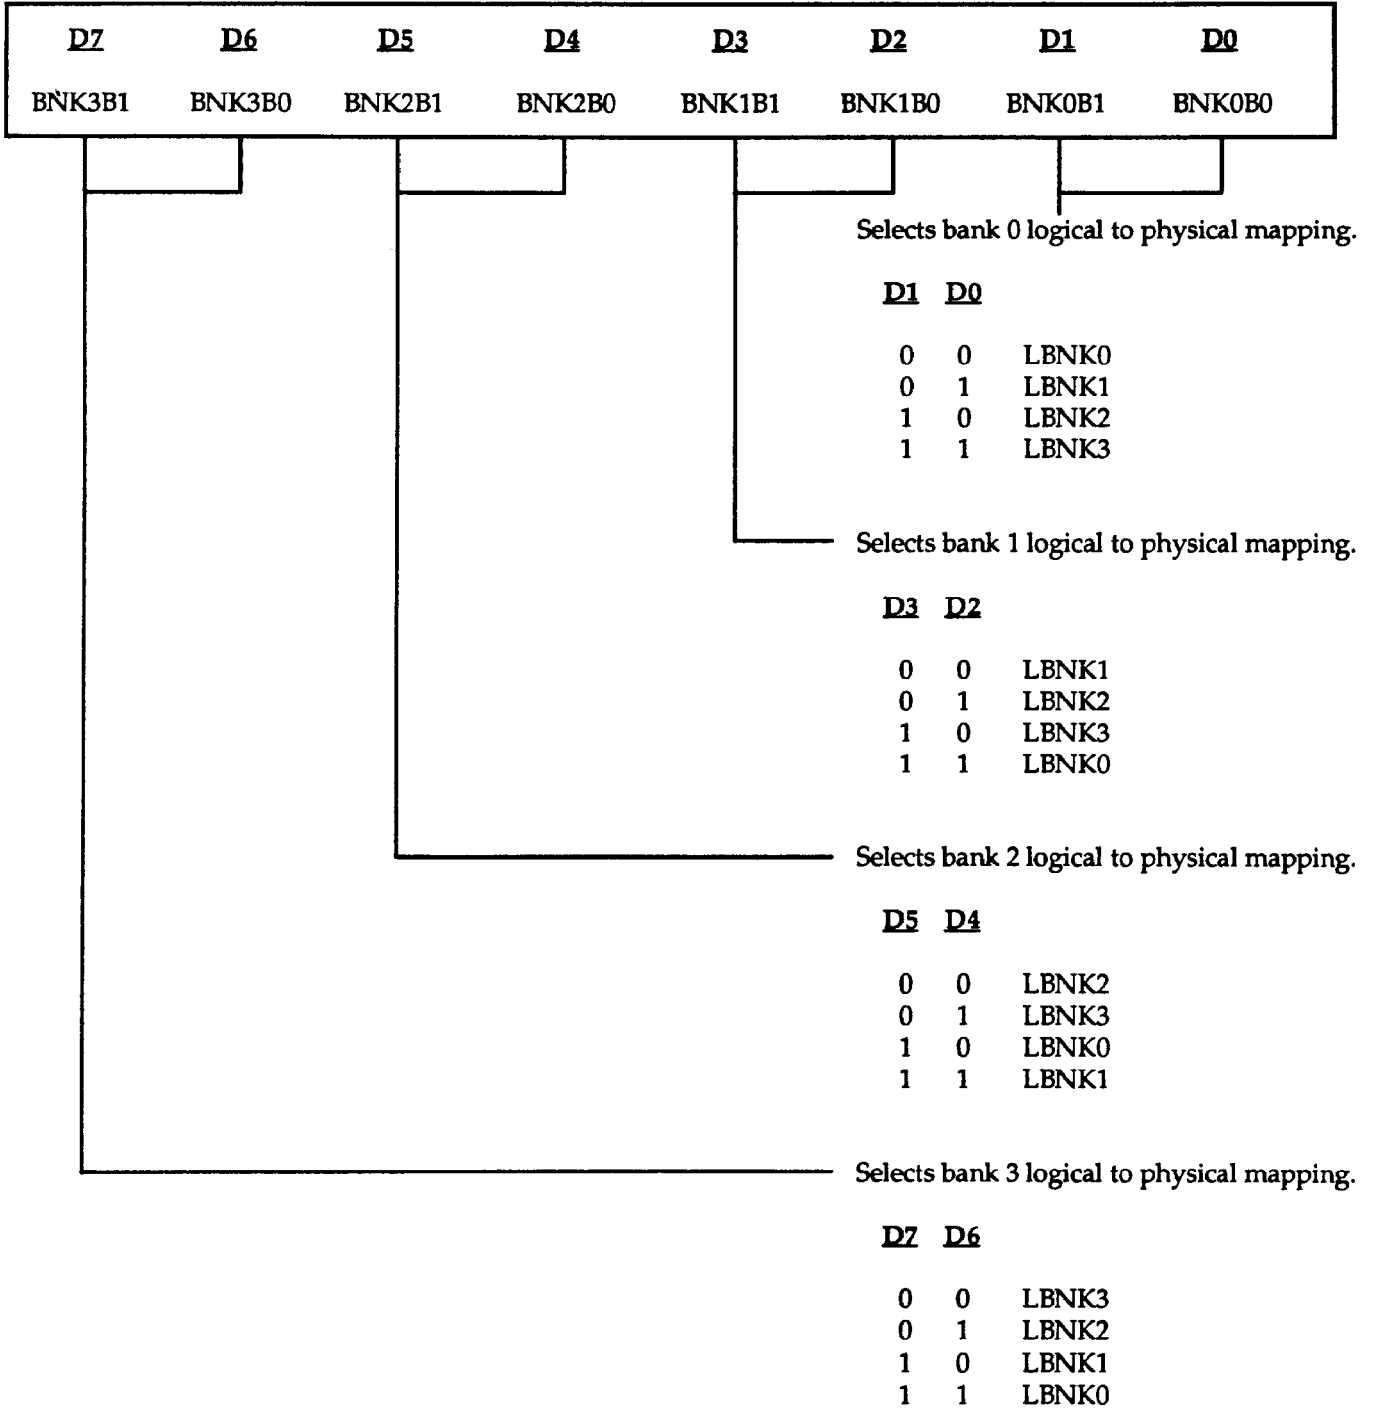 D7 D6 D5 D4 D3 D2 D1 D0
BNK3B1 BNK3B0 BNK2B1 BNK2B0 BNK1B1 BNK1B0 BNK0B1 BNK0B0
Selects bank 0 logical to physical mapping.
D1 D0
0 0 LBNK0
0 1 LBNK1
1 0 LBNK2
1 1 LBNK3
Selects bank 1 logical to physical mapping.
D3 D2
0 0 LBNK1
0 1 LBNK2
1 0 LBNK3
1 1 LBNK0
Selects bank 2 logical to physical mapping.
D5 D4
0 0 LBNK2
0 1 LBNK3
1 0 LBNK0
1 1 LBNK1
Selects bank 3 logical to physical mapping.
D7 D6
0 0 LBNK3
0 1 LBNK2
1 0 LBNK1
1 1 LBNK0